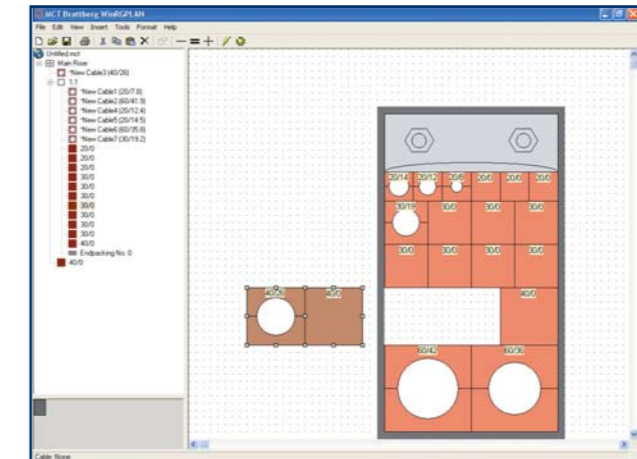 MCT Brattberg WinRGPLAN
File Edit View Insert Tools Format Help
Untitled.mct
Main Floor
*New Cable3 (40/26)
1.1
*New Cable1 (20/7.8)
*New Cable2 (60/41.9)
*New Cable4 (20/12.4)
*New Cable5 (20/14.5)
*New Cable6 (60/35.8)
*New Cable7 (30/19.2)
20/0
20/0
20/0
30/0
30/0
30/0
30/0
30/0
30/0
30/0
40/0
Endpacking No. 0
40/0
20/14 20/12 20/8 20/0 20/0 20/0
30/19 30/0 30/0 30/0
30/0 30/0 30/0 30/0
40/26 40/0 40/0
60/42 60/36
Cable: None